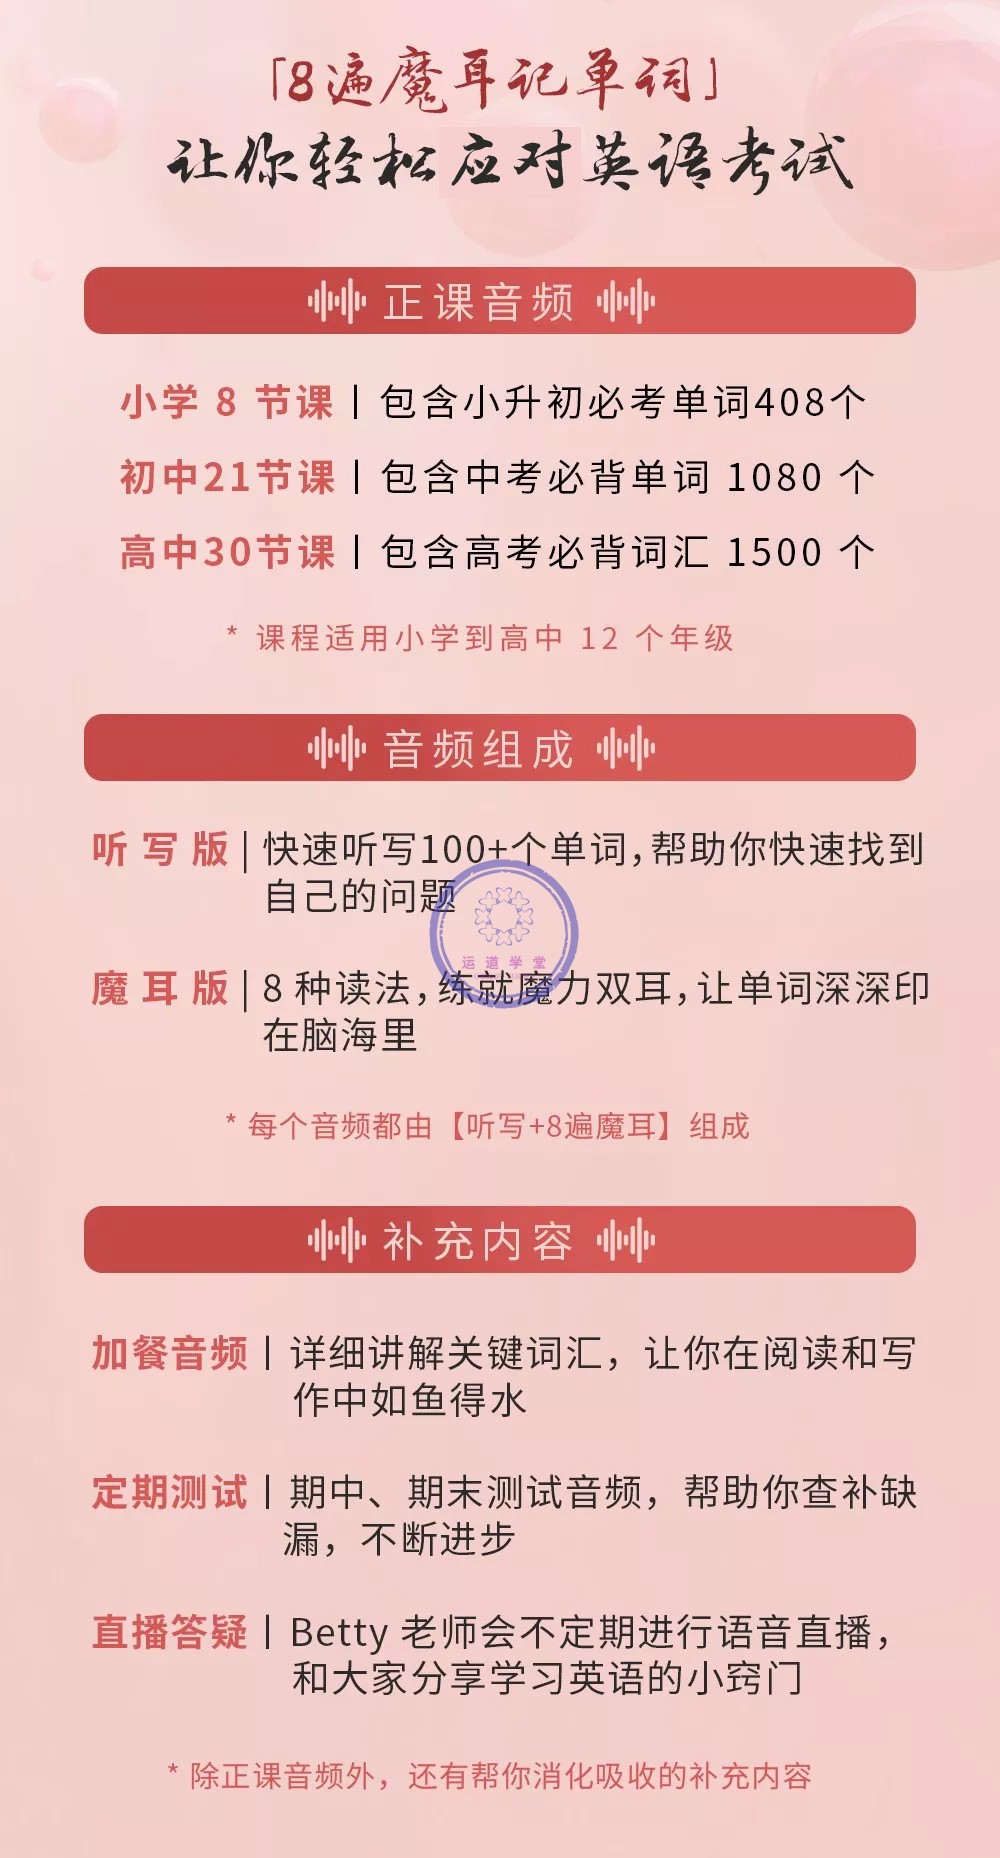 「8遍魔耳记单词」
让你轻松应对英语考试
正课音频
小学 8 节课丨包含小升初必考单词408个
初中21节课丨包含中考必背单词 1080 个
高中30节课丨包含高考必背词汇 1500 个
* 课程适用小学到高中 12 个年级
音频组成
听 写 版 | 快速听写100+个单词,帮助你快速找到
自己的问题
运道学堂
魔 耳 版 | 8 种读法,练就魔力双耳,让单词深深印
在脑海里
* 每个音频都由【听写+8遍魔耳】组成
补充内容
加餐音频丨详细讲解关键词汇，让你在阅读和写
作中如鱼得水
定期测试丨期中、期末测试音频，帮助你查补缺
漏，不断进步
直播答疑丨Betty 老师会不定期进行语音直播，
和大家分享学习英语的小窍门
* 除正课音频外，还有帮你消化吸收的补充内容